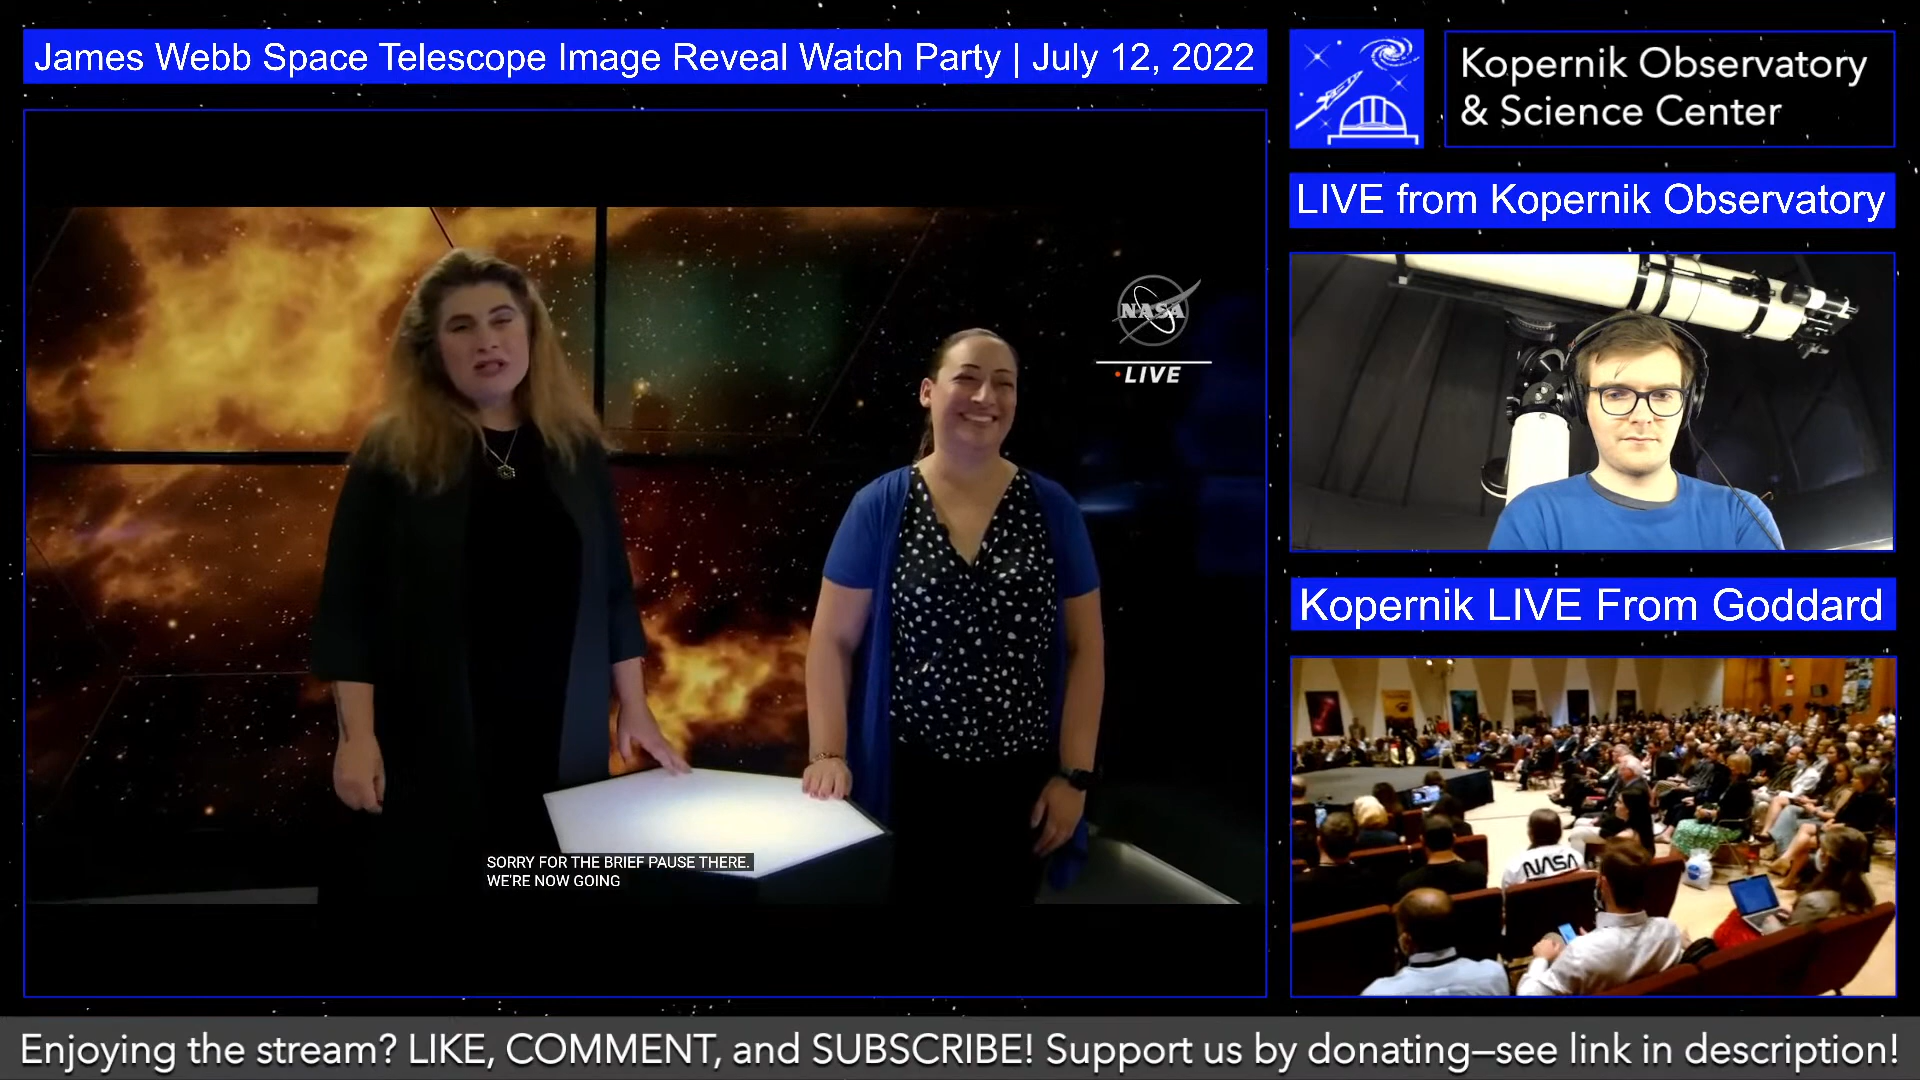 James Webb Space Telescope Image Reveal Watch Party | July 12, 2022
Kopernik Observatory
& Science Center
LIVE from Kopernik Observatory
NASA
LIVE
SORRY FOR THE BRIEF PAUSE THERE.
WE'RE NOW GOING
Kopernik LIVE From Goddard
NASA
Enjoying the stream? LIKE, COMMENT, and SUBSCRIBE! Support us by donating—see link in description!